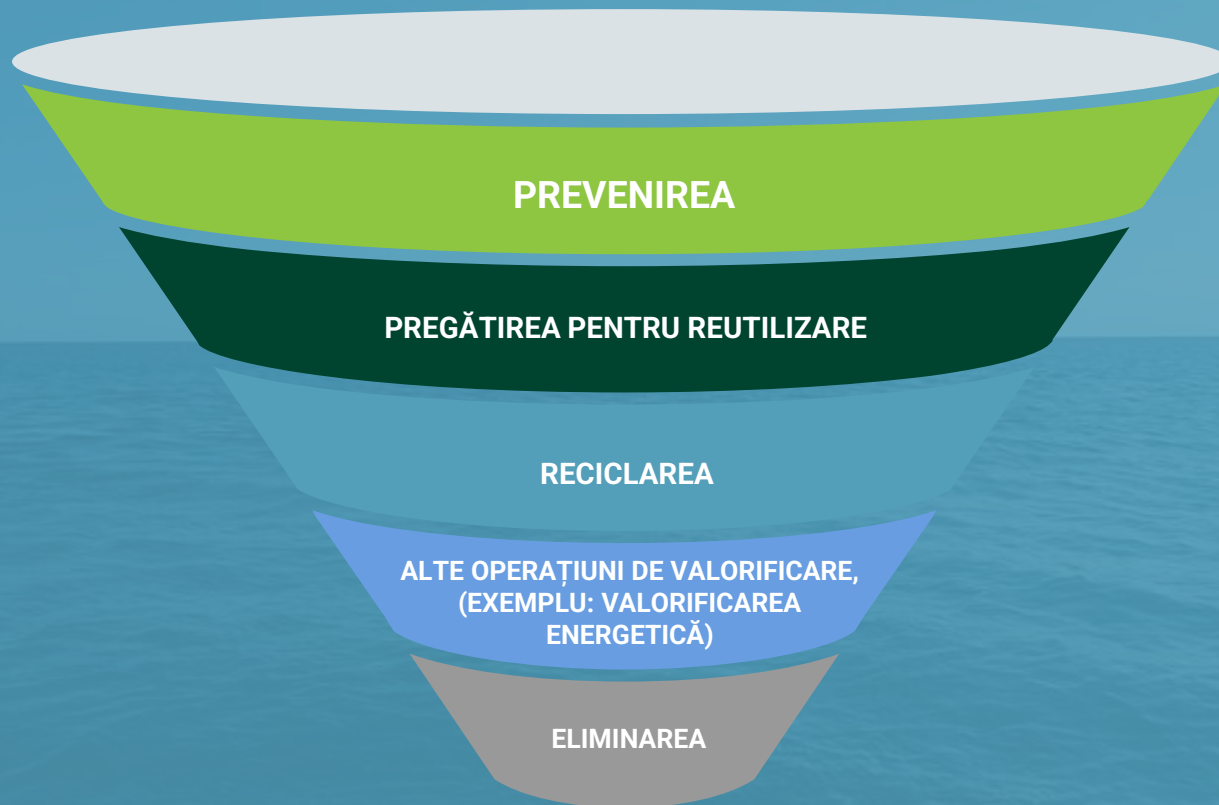 PREVENIREA
PREGĂTIREA PENTRU REUTILIZARE
RECICLAREA
ALTE OPERAȚIUNI DE VALORIFICARE,
(EXEMPLU: VALORIFICAREA
ENERGETICĂ)
ELIMINAREA